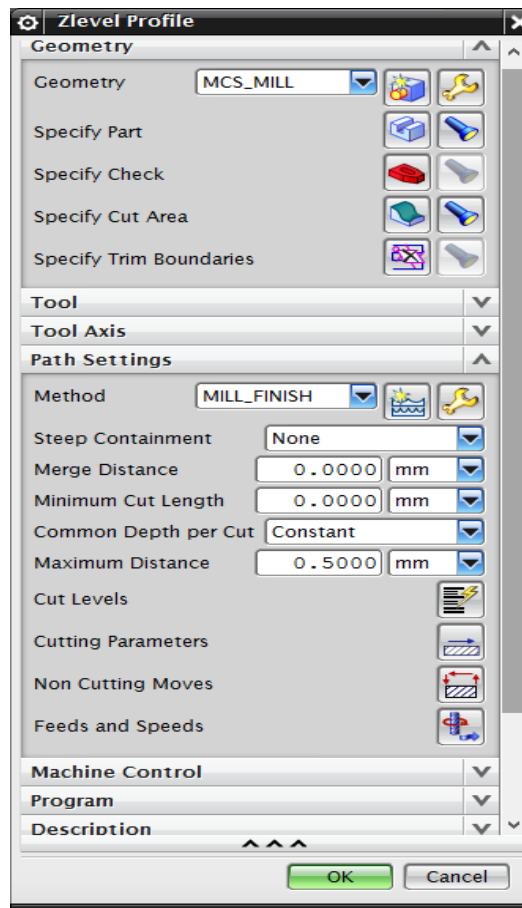 Zlevel Profile
Geometry
Geometry MCS_MILL
Specify Part
Specify Check
Specify Cut Area
Specify Trim Boundaries
Tool
Tool Axis
Path Settings
Method MILL_FINISH
Steep Containment None
Merge Distance 0.0000 mm
Minimum Cut Length 0.0000 mm
Common Depth per Cut Constant
Maximum Distance 0.5000 mm
Cut Levels
Cutting Parameters
Non Cutting Moves
Feeds and Speeds
Machine Control
Program
Description
OK Cancel